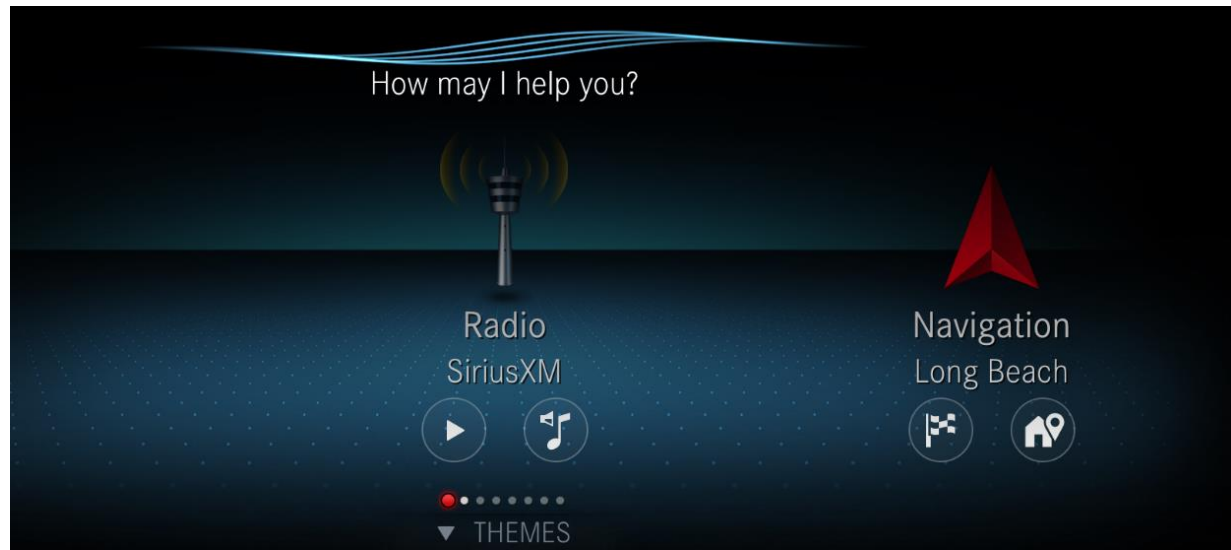 How may I help you?
Radio
SiriusXM
Navigation
Long Beach
THEMES